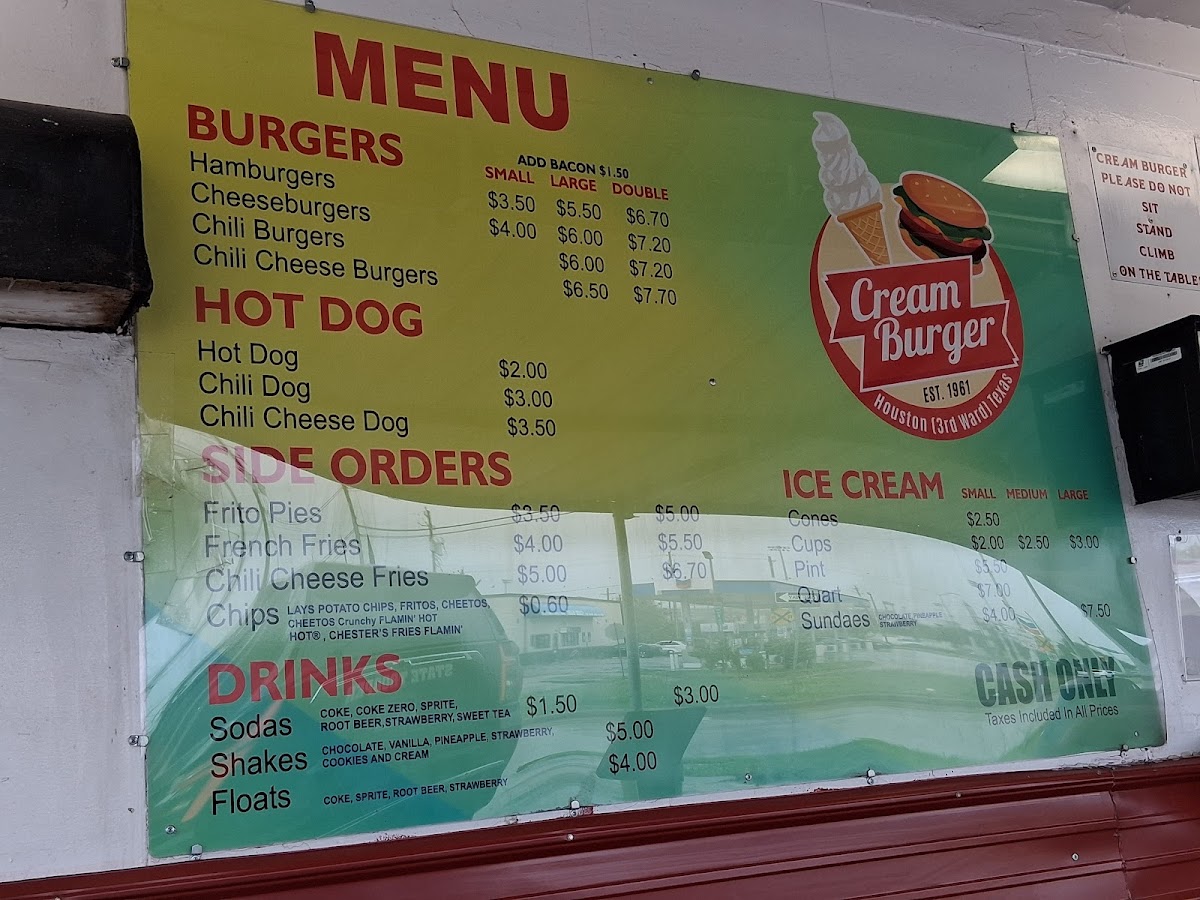 MENU
BURGERS
ADD BACON $1.50
SMALL LARGE DOUBLE
Hamburgers $3.50 $5.50 $6.70
Cheeseburgers $4.00 $6.00 $7.20
Chili Burgers $6.00 $7.20
Chili Cheese Burgers $6.50 $7.70
HOT DOG
Hot Dog $2.00
Chili Dog $3.00
Chili Cheese Dog $3.50
SIDE ORDERS
Frito Pies $3.50 $5.00
French Fries $4.00 $5.50
Chili Cheese Fries $5.00 $6.70
Chips LAYS POTATO CHIPS, FRITOS, CHEETOS, $0.60
CHEETOS Crunchy FLAMIN' HOT
HOT® , CHESTER'S FRIES FLAMIN'
DRINKS
Sodas COKE, COKE ZERO, SPRITE, $1.50 $3.00
ROOT BEER, STRAWBERRY, SWEET TEA
Shakes CHOCOLATE, VANILLA, PINEAPPLE, STRAWBERRY, $5.00
COOKIES AND CREAM
Floats COKE, SPRITE, ROOT BEER, STRAWBERRY $4.00
Cream
Burger
EST. 1961
Houston (3rd Ward) Texas
ICE CREAM SMALL MEDIUM LARGE
Cones $2.50
Cups $2.00 $2.50 $3.00
Pint $5.50
Quart $7.00
Sundaes CHOCOLATE, PINEAPPLE $4.00 $7.50
STRAWBERRY
CASH ONLY
Taxes Included In All Prices
CREAM BURGER
PLEASE DO NOT
SIT
STAND
CLIMB
ON THE TABLE